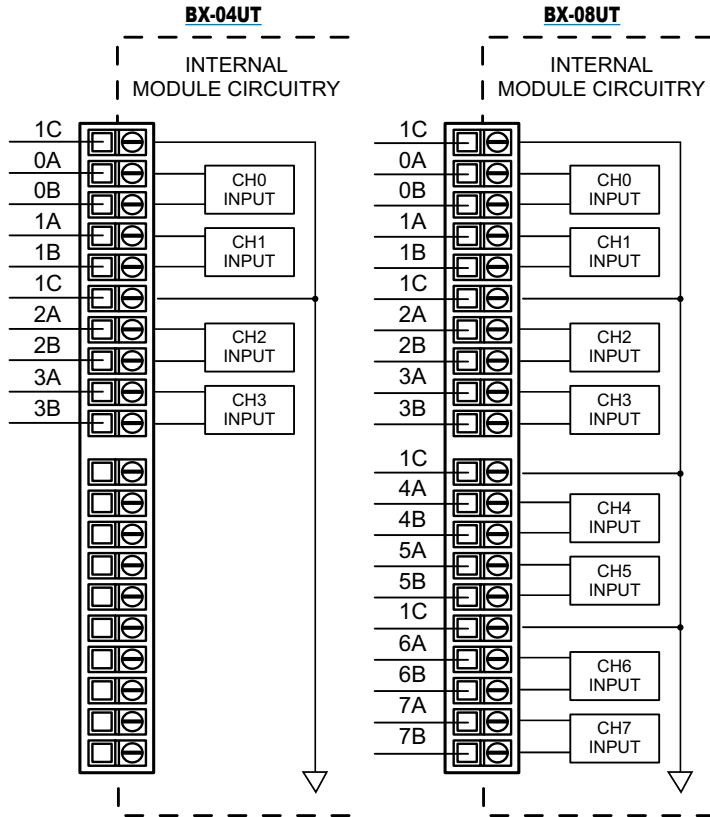 BX-04UT
INTERNAL
MODULE CIRCUITRY
1C
0A
0B
1A
1B
1C
2A
2B
3A
3B
CH0
INPUT
CH1
INPUT
CH2
INPUT
CH3
INPUT
BX-08UT
INTERNAL
MODULE CIRCUITRY
1C
0A
0B
1A
1B
1C
2A
2B
3A
3B
1C
4A
4B
5A
5B
1C
6A
6B
7A
7B
CH0
INPUT
CH1
INPUT
CH2
INPUT
CH3
INPUT
CH4
INPUT
CH5
INPUT
CH6
INPUT
CH7
INPUT